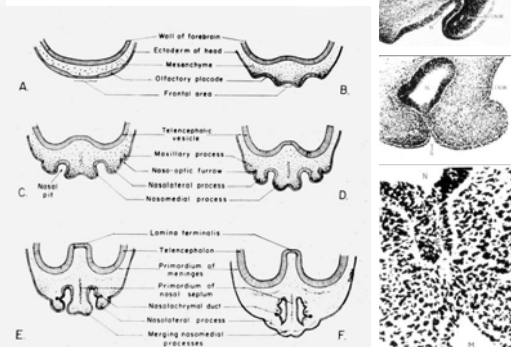 Wall of forebrain
Ectoderm of head
Mesenchyme
Olfactory placode
Frontal area
A.
B.
Telencephalic
vesicle
Maxillary process
Naso-optic furrow
Nasolateral process
Nasomedial process
Nasal
pit
C.
D.
Lamina terminalis
Telencephalon
Primordium of
meninges
Primordium of
nasal septum
Nasolachrymal duct
Nasolateral process
Merging nasomedial
processes
E.
F.
N
M